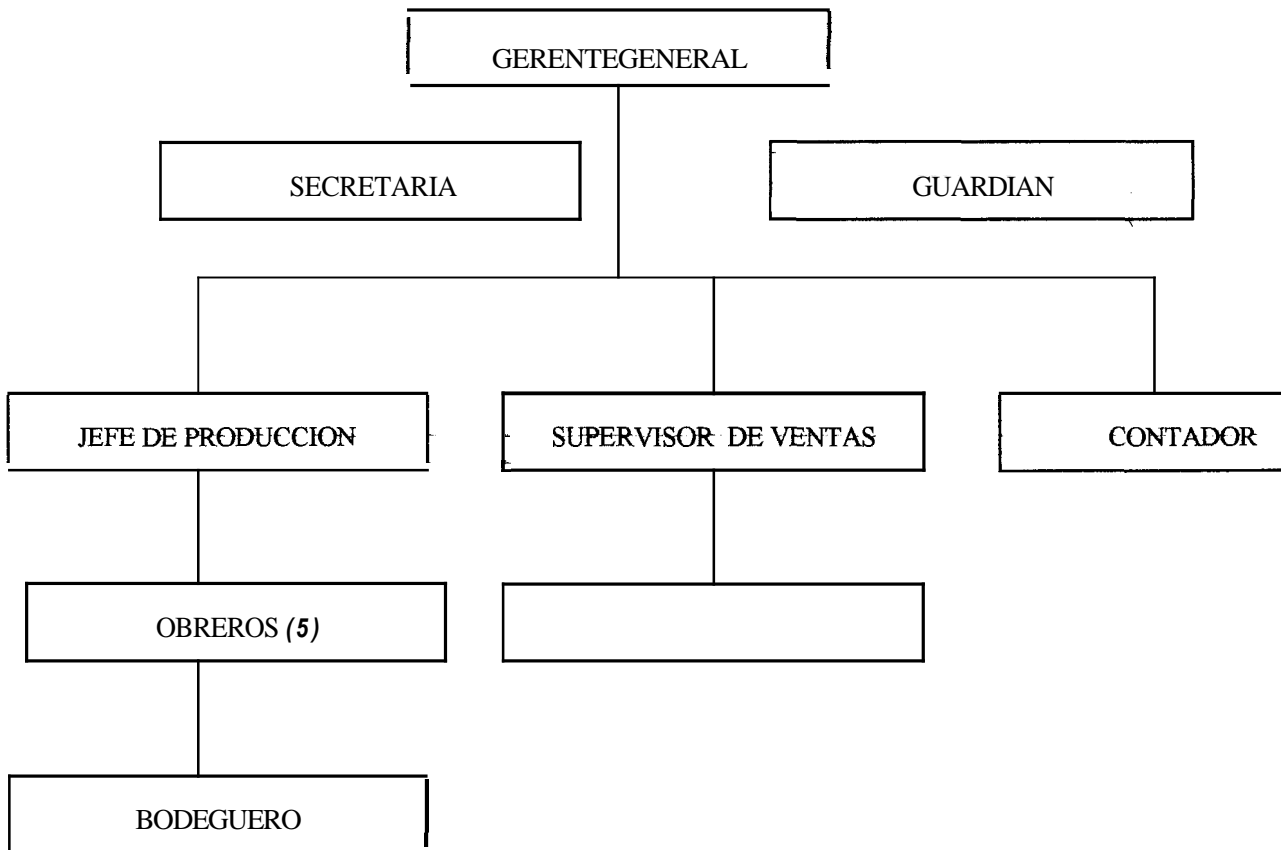 GERENTEGENERAL
SECRETARIA
GUARDIAN
JEFE DE PRODUCCION
SUPERVISOR DE VENTAS
CONTADOR
OBREROS (5)
BODEGUERO